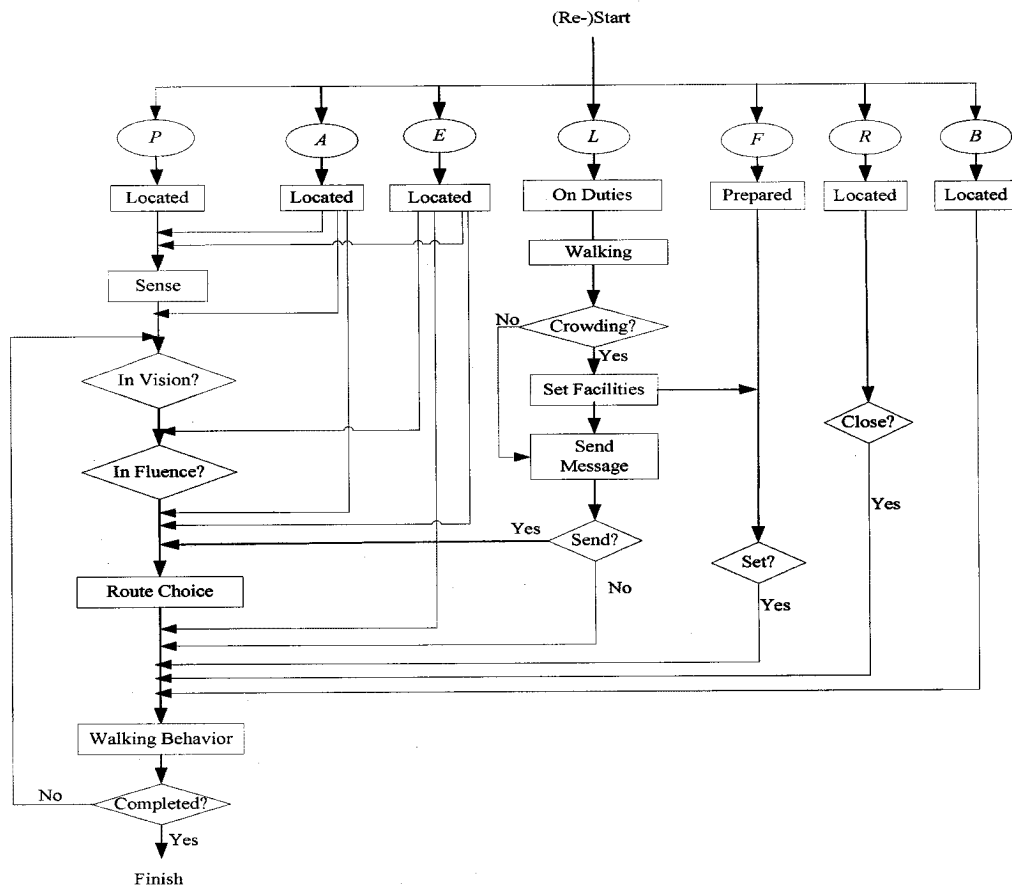 (Re-)Start
P
A
E
L
F
R
B
Located
Located
Located
On Duties
Prepared
Located
Located
Walking
Sense
No
Crowding?
Yes
In Vision?
Set Facilities
Close?
Send
Message
In Fluence?
Yes
Yes
Send?
Set?
No
Yes
Route Choice
Walking Behavior
No
Completed?
Yes
Finish